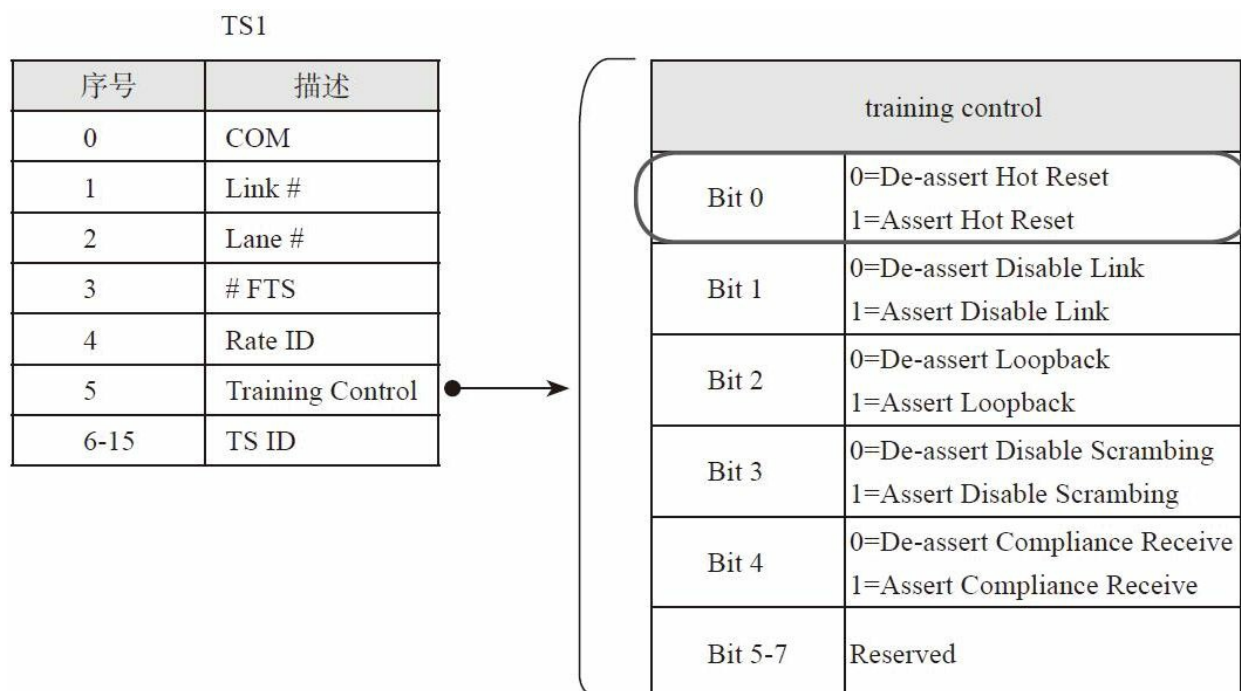 TS1
序号 描述
0 COM
1 Link #
2 Lane #
3 # FTS
4 Rate ID
5 Training Control
6-15 TS ID
training control
Bit 0
0=De-assert Hot Reset
1=Assert Hot Reset
Bit 1
0=De-assert Disable Link
1=Assert Disable Link
Bit 2
0=De-assert Loopback
1=Assert Loopback
Bit 3
0=De-assert Disable Scrambing
1=Assert Disable Scrambing
Bit 4
0=De-assert Compliance Receive
1=Assert Compliance Receive
Bit 5-7 Reserved